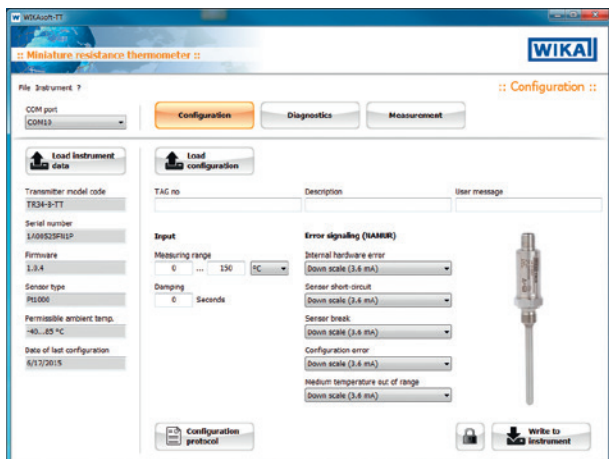 WIKAsoft-TT
:: Miniature resistance thermometer ::
WIKA
File Instrument ?
:: Configuration ::
COM port
COM13
Configuration
Diagnostics
Measurement
Load instrument data
Load configuration
Transmitter model code
TR34-3-TT
TAG no
Description
User message
Serial number
1A00525FN1P
Input
Error signaling (NAMUR)
Firmware
1.0.4
Measuring range
0 ... 150 °C
Internal hardware error
Down scale (3.6 mA)
Sensor type
Pt1000
Damping
0 Seconds
Sensor short-circuit
Down scale (3.6 mA)
Permissible ambient temp.
-40...85 °C
Sensor break
Down scale (3.6 mA)
Date of last configuration
6/17/2015
Configuration error
Down scale (3.6 mA)
Medium temperature out of range
Down scale (3.6 mA)
Configuration protocol
Write to instrument